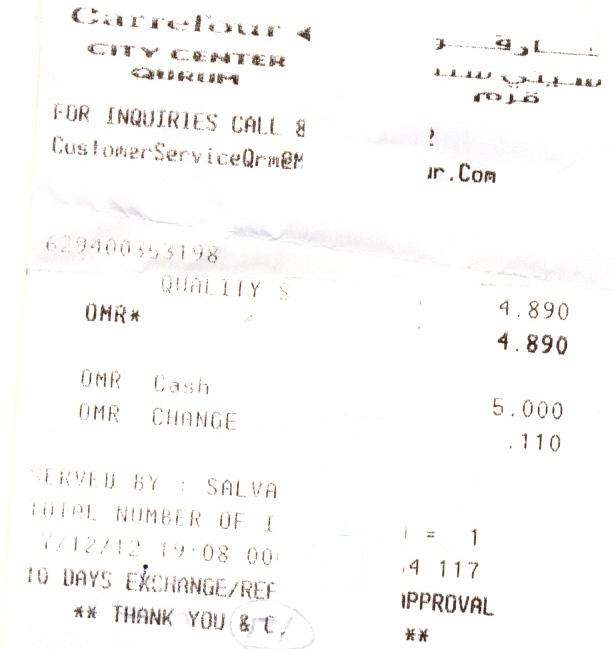 Carrefour
CITY CENTER
QURUM
سيتي سنتر
قرم
FOR INQUIRIES CALL 8
CustomerServiceQrm@M ur.Com
629400353198
QUALITY S 4.890
OMR* 4.890
OMR Cash 5.000
OMR CHANGE .110
SERVED BY : SALVA
TOTAL NUMBER OF I = 1
7/12/12 19:08 00 4 117
10 DAYS EXCHANGE/REF APPROVAL
** THANK YOU & C **